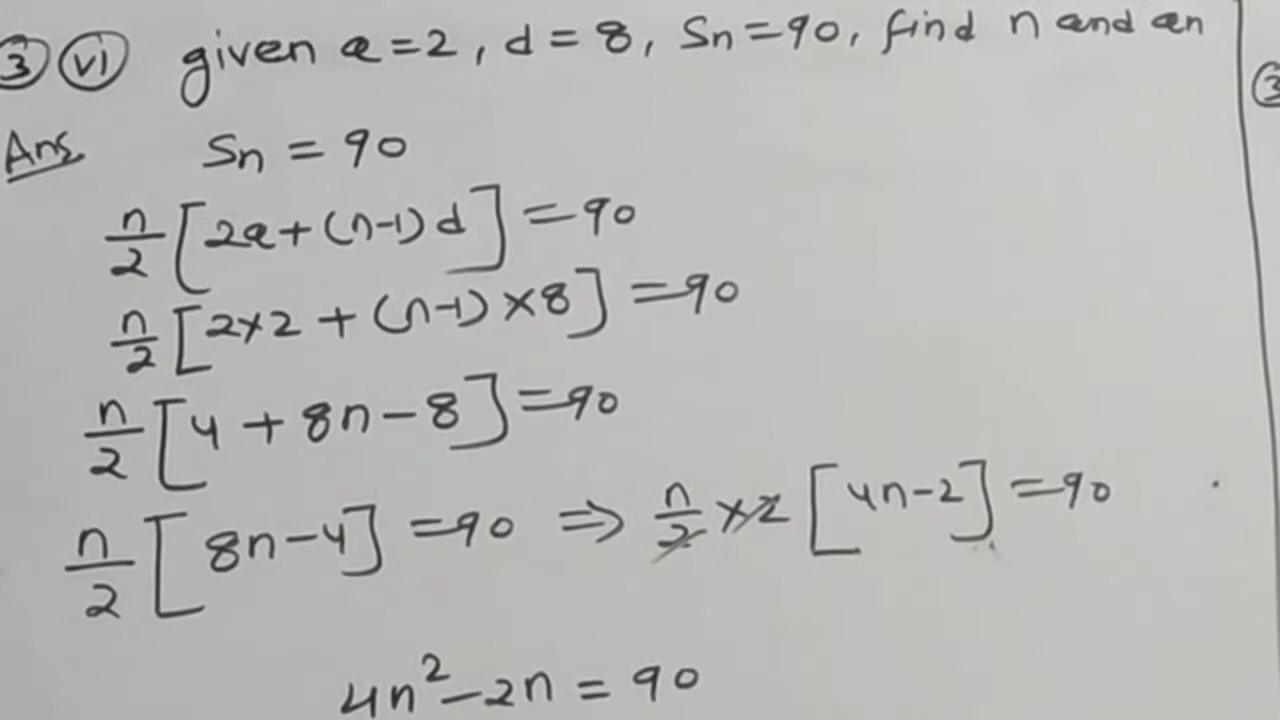 3 vi given a=2, d=8, Sn=90, find n and an
Ans Sn = 90
n/2 [2a+(n-1)d] =90
n/2 [2×2 + (n-1)×8] =90
n/2 [4 + 8n-8] =90
n/2 [8n-4] =90 ⇒ n/2 ×2 [4n-2] =90
4n²-2n = 90